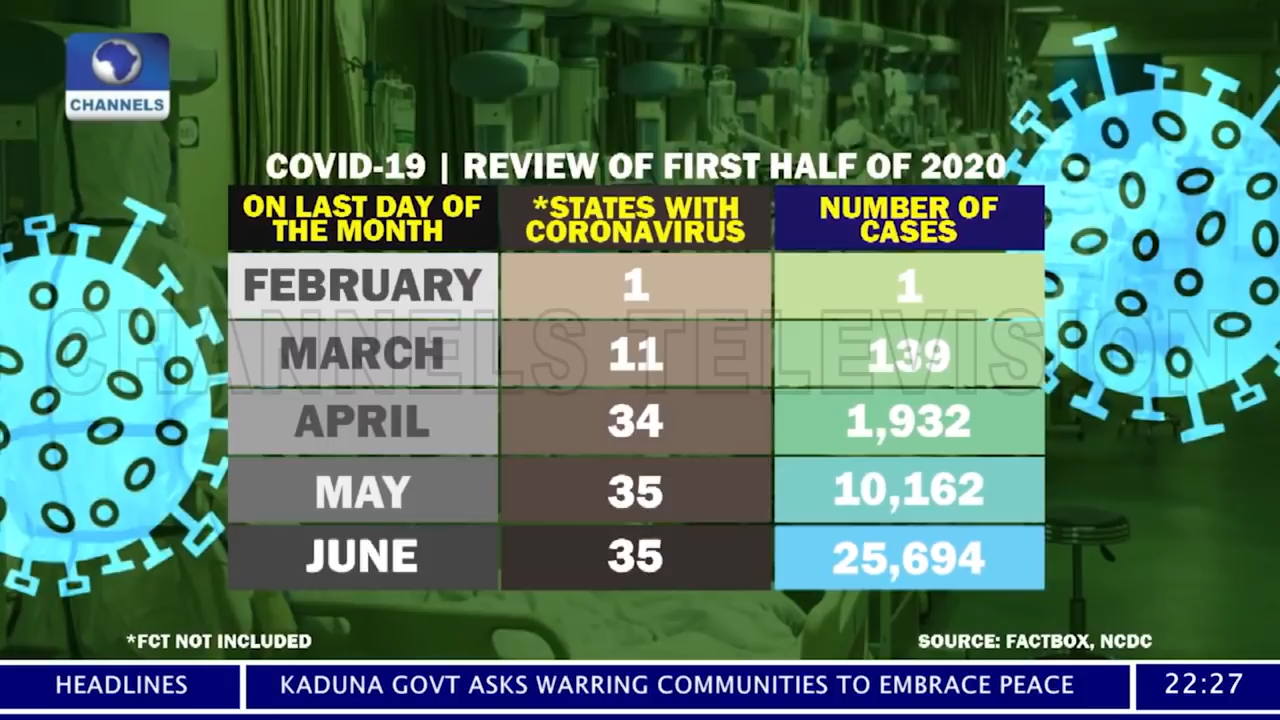 CHANNELS
COVID-19 | REVIEW OF FIRST HALF OF 2020
ON LAST DAY OF
THE MONTH
*STATES WITH
CORONAVIRUS
NUMBER OF
CASES
FEBRUARY 1 1
MARCH 11 139
CHANNELS TELEVISION
APRIL 34 1,932
MAY 35 10,162
JUNE 35 25,694
*FCT NOT INCLUDED
SOURCE: FACTBOX, NCDC
HEADLINES
KADUNA GOVT ASKS WARRING COMMUNITIES TO EMBRACE PEACE
22:27